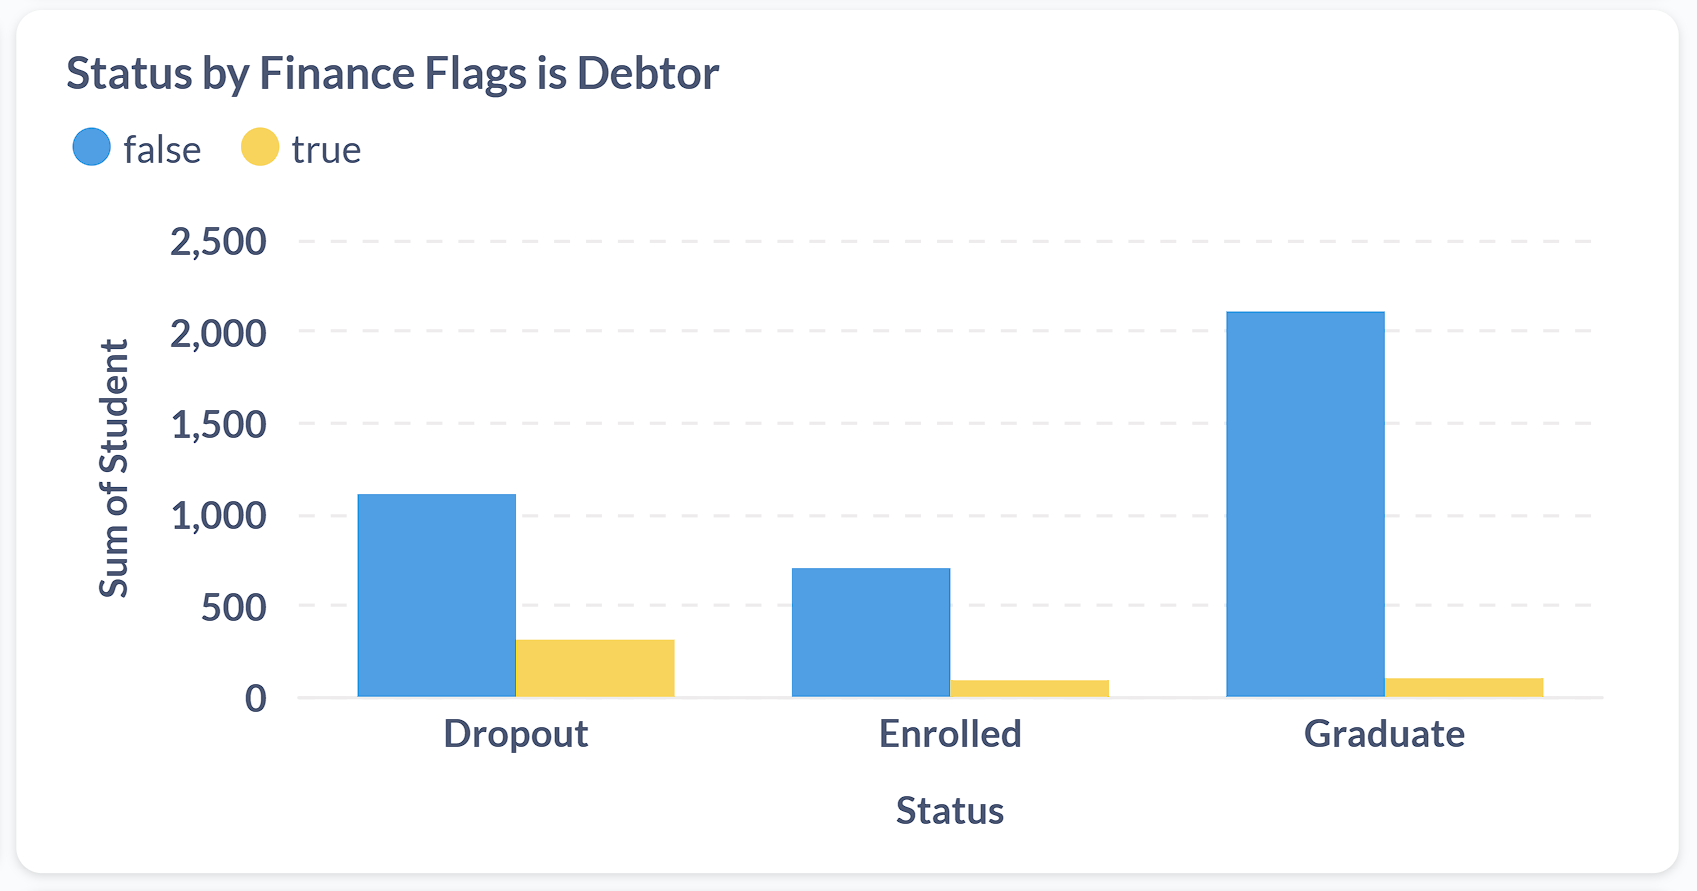 Status by Finance Flags is Debtor
false true
2,500
2,000
1,500
1,000
500
0
Sum of Student
Dropout Enrolled Graduate
Status